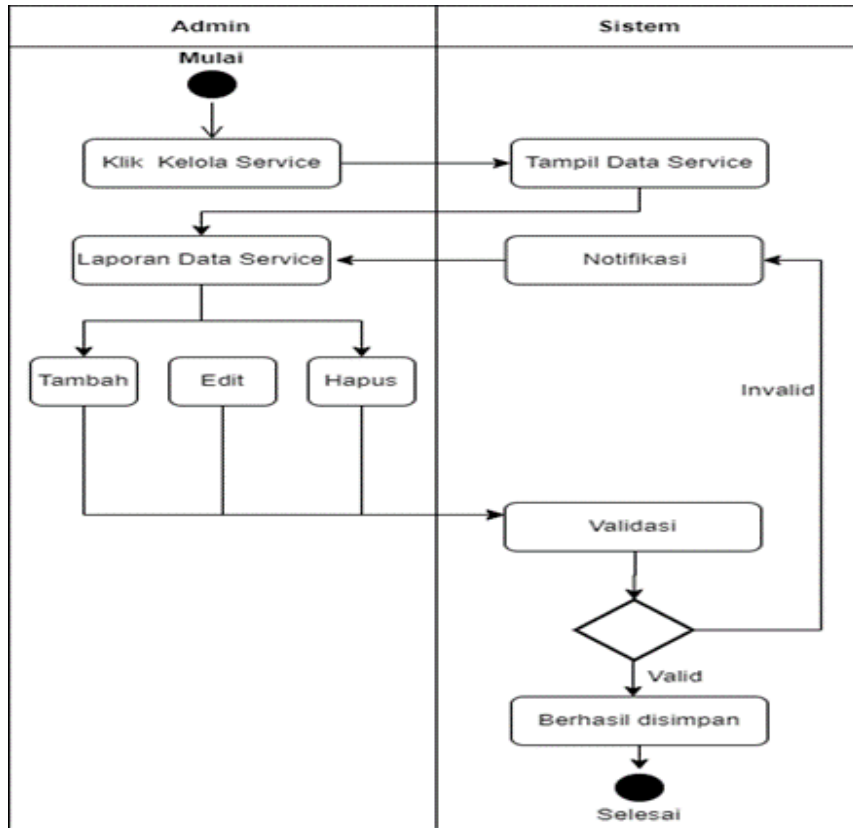 Admin
Sistem
Mulai
Klik Kelola Service
Tampil Data Service
Laporan Data Service
Notifikasi
Tambah
Edit
Hapus
Invalid
Validasi
Valid
Berhasil disimpan
Selesai